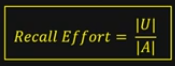 Recall Effort = |U| / |A|